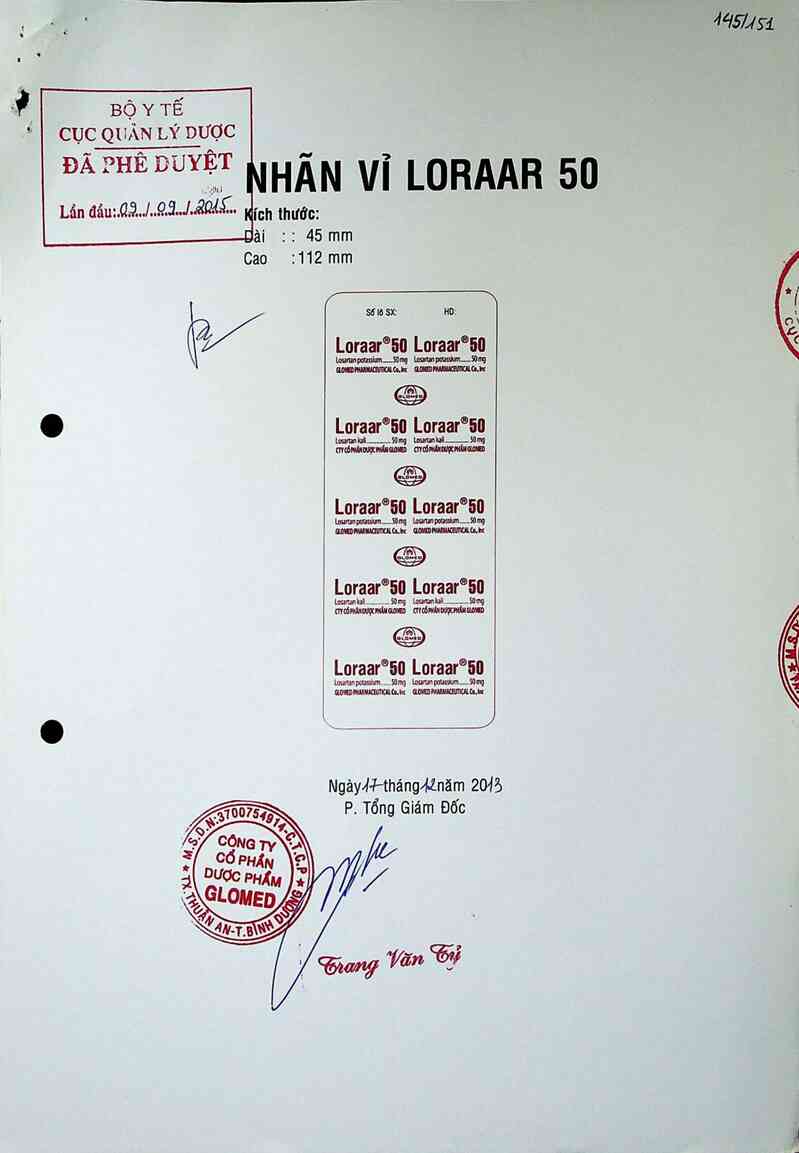 145/151
BỘ Y TẾ
CỤC QUẢN LÝ DƯỢC
ĐÃ PHÊ DUYỆT
Lần đầu:09/09/2015
NHÃN VỈ LORAAR 50
Kích thước:
Dài : : 45 mm
Cao :112 mm
Số lô SX: HD:
Loraar®50 Loraar®50
Losartan potassium......50 mg Losartan potassium......50 mg
GLOMED PHARMACEUTICAL Co., Inc GLOMED PHARMACEUTICAL Co., Inc
GLOMED
Loraar®50 Loraar®50
Losartan kali............50 mg Losartan kali............50 mg
CTY CỔ PHẦN DƯỢC PHẨM GLOMED CTY CỔ PHẦN DƯỢC PHẨM GLOMED
GLOMED
Loraar®50 Loraar®50
Losartan potassium......50 mg Losartan potassium......50 mg
GLOMED PHARMACEUTICAL Co., Inc GLOMED PHARMACEUTICAL Co., Inc
GLOMED
Loraar®50 Loraar®50
Losartan kali............50 mg Losartan kali............50 mg
CTY CỔ PHẦN DƯỢC PHẨM GLOMED CTY CỔ PHẦN DƯỢC PHẨM GLOMED
GLOMED
Loraar®50 Loraar®50
Losartan potassium......50 mg Losartan potassium......50 mg
GLOMED PHARMACEUTICAL Co., Inc GLOMED PHARMACEUTICAL Co., Inc
Ngày 17 tháng 12 năm 2013
P. Tổng Giám Đốc
M.S.D.N:3700754914-C.T.C.P
CÔNG TY
CỔ PHẦN
DƯỢC PHẨM
GLOMED
TX.THUẬN AN-T.BÌNH DƯƠNG
Trang Văn Tỷ